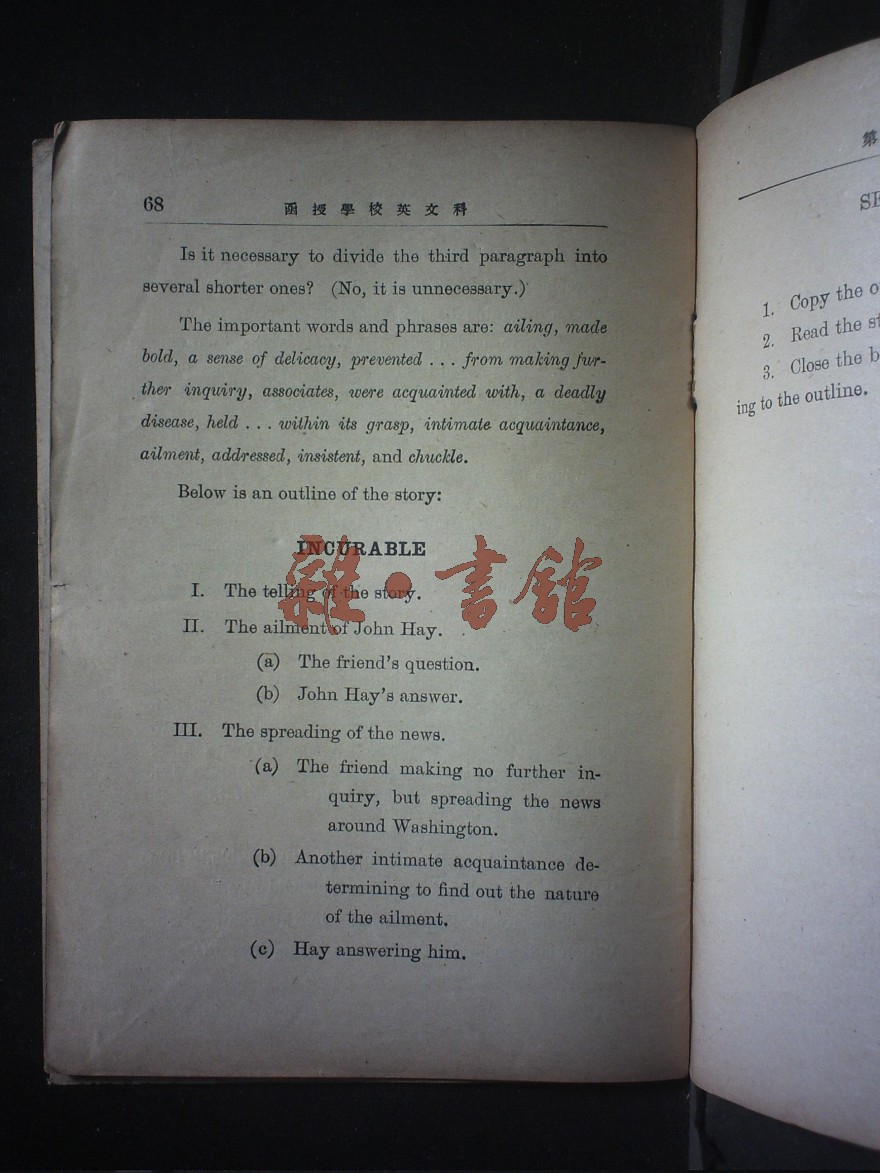 68
函授學校英文科
Is it necessary to divide the third paragraph into
several shorter ones? (No, it is unnecessary.)
The important words and phrases are: ailing, made
bold, a sense of delicacy, prevented . . . from making fur-
ther inquiry, associates, were acquainted with, a deadly
disease, held . . . within its grasp, intimate acquaintance,
ailment, addressed, insistent, and chuckle.
Below is an outline of the story:
INCURABLE
I. The telling of the story.
II. The ailment of John Hay.
(a) The friend's question.
(b) John Hay's answer.
III. The spreading of the news.
(a) The friend making no further in-
quiry, but spreading the news
around Washington.
(b) Another intimate acquaintance de-
termining to find out the nature
of the ailment.
(c) Hay answering him.
雜·書館
第
SE
1. Copy the o
2. Read the st
3. Close the b
ing to the outline.